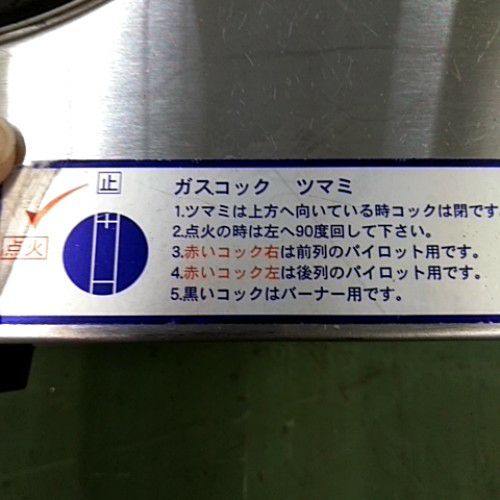 止
点火
ガスコック ツマミ
1.ツマミは上方へ向いている時コックは閉です
2.点火の時は左へ90度回して下さい。
3.赤いコック右は前列のパイロット用です。
4.赤いコック左は後列のパイロット用です。
5.黒いコックはバーナー用です。